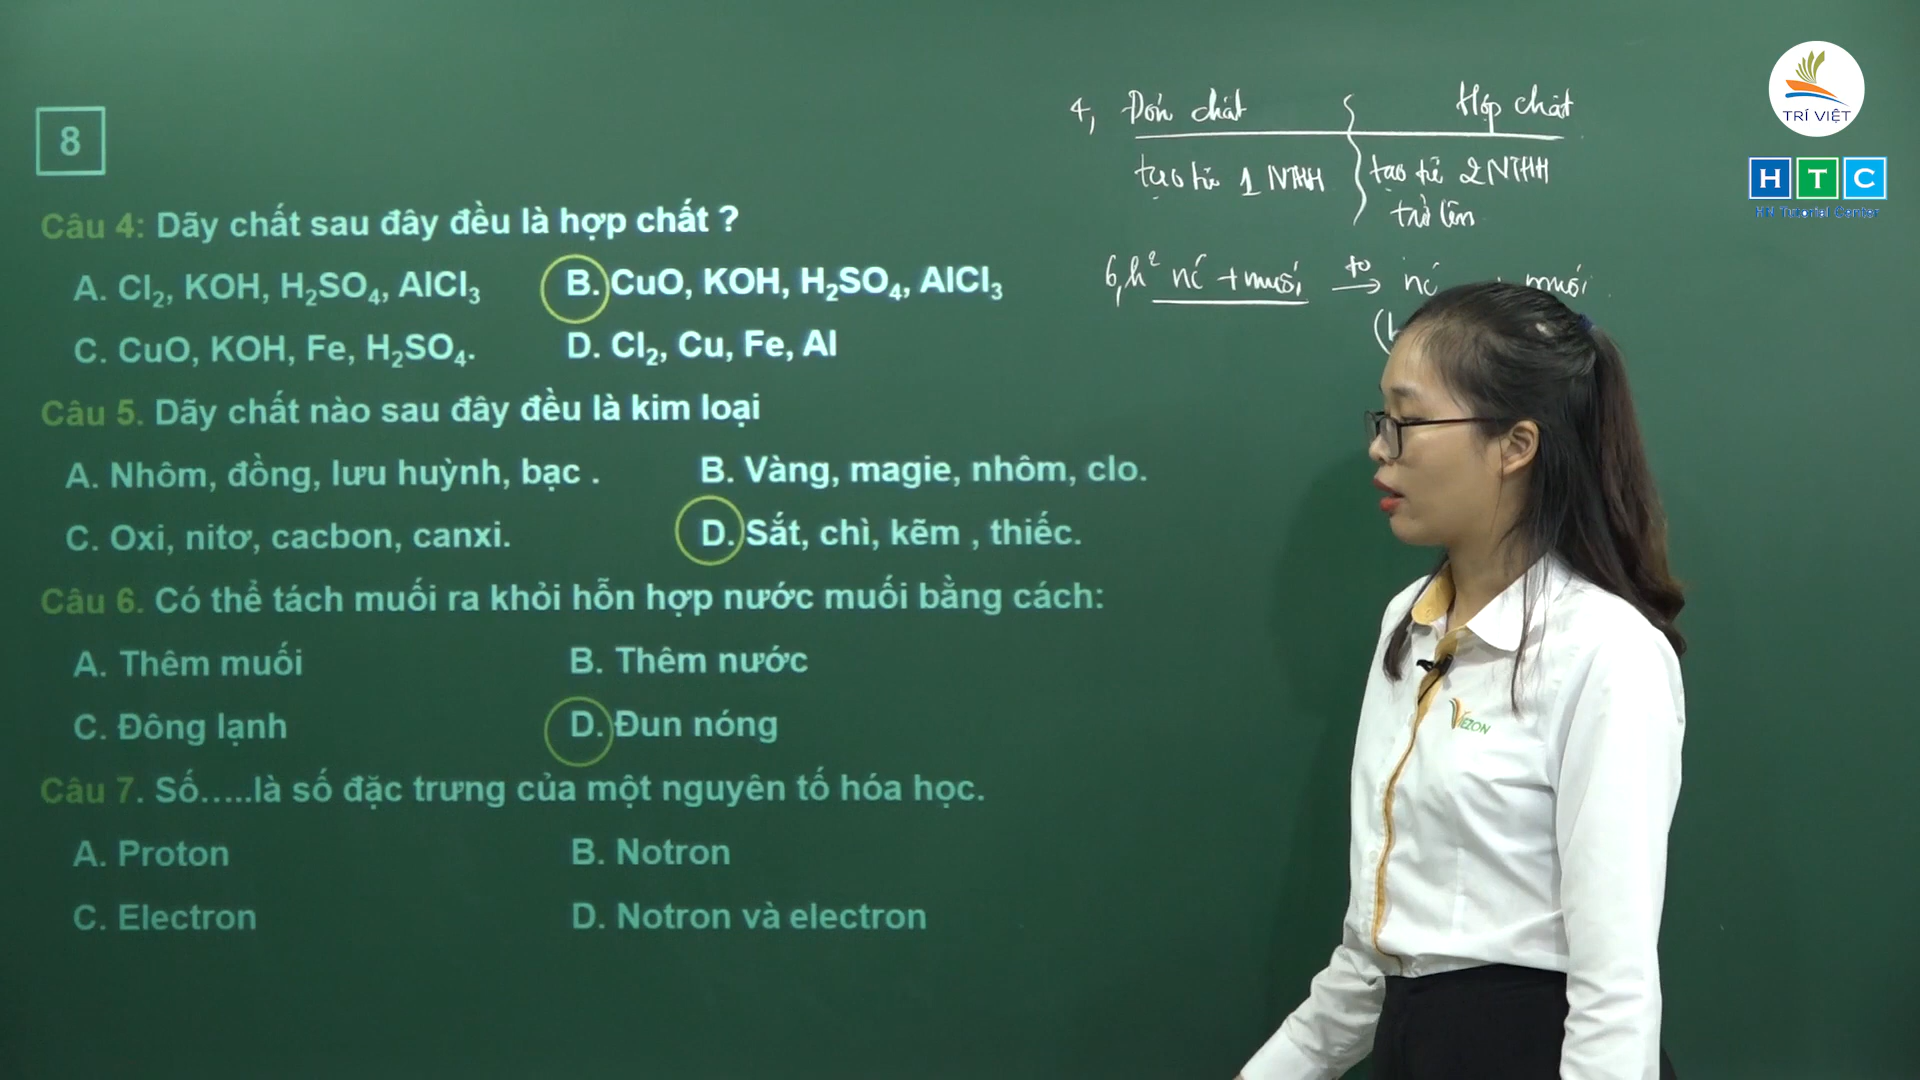 8
Câu 4: Dãy chất sau đây đều là hợp chất ?
A. Cl₂, KOH, H₂SO₄, AlCl₃
B. CuO, KOH, H₂SO₄, AlCl₃
C. CuO, KOH, Fe, H₂SO₄.
D. Cl₂, Cu, Fe, Al
Câu 5. Dãy chất nào sau đây đều là kim loại
A. Nhôm, đồng, lưu huỳnh, bạc .
B. Vàng, magie, nhôm, clo.
C. Oxi, nitơ, cacbon, canxi.
D. Sắt, chì, kẽm , thiếc.
Câu 6. Có thể tách muối ra khỏi hỗn hợp nước muối bằng cách:
A. Thêm muối
B. Thêm nước
C. Đông lạnh
D. Đun nóng
Câu 7. Số.....là số đặc trưng của một nguyên tố hóa học.
A. Proton
B. Notron
C. Electron
D. Notron và electron
4, Đơn chất
Hợp chất
tạo từ 1 NTHH
tạo từ 2 NTHH
trở lên
6, h² nc + muối t° → nc + muối
TRÍ VIỆT
HTC
HN Tutorial Center
VIEZON